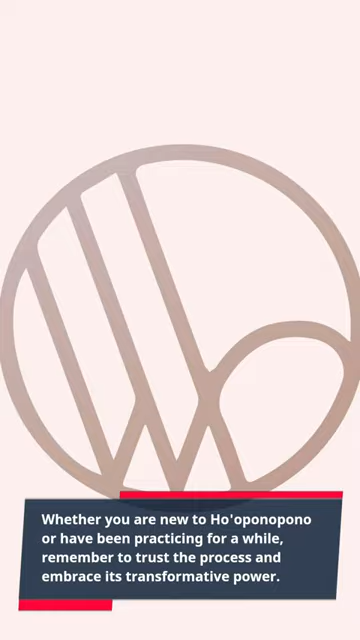 Whether you are new to Ho'oponopono
or have been practicing for a while,
remember to trust the process and
embrace its transformative power.